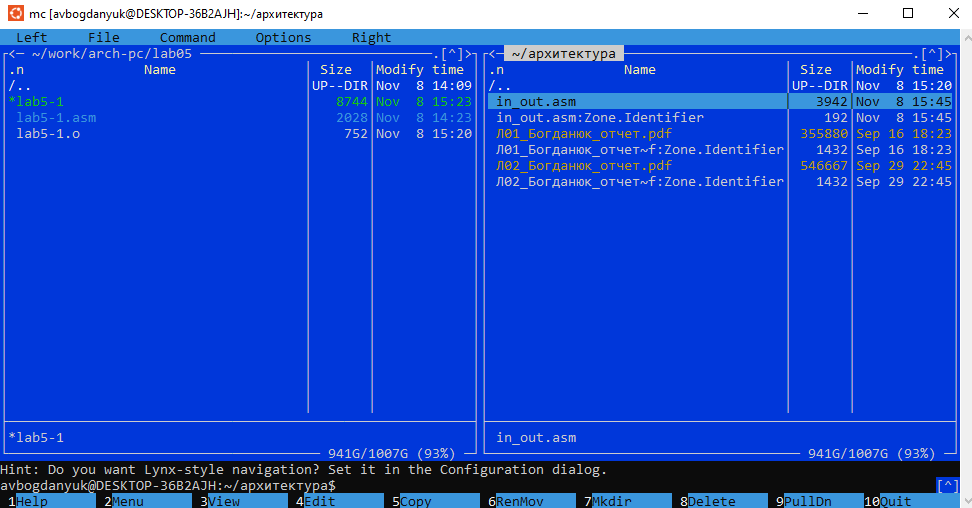 mc [avbogdanyuk@DESKTOP-36B2AJH]:~/архитектура
Left File Command Options Right
<─ ~/work/arch-pc/lab05 ─.[^]> <─ ~/архитектура ─.[^]>
.n Name Size Modify time .n Name Size Modify time
/.. UP--DIR Nov 8 14:09 /.. UP--DIR Nov 8 15:20
*lab5-1 8744 Nov 8 15:23 in_out.asm 3942 Nov 8 15:45
lab5-1.asm 2028 Nov 8 14:23 in_out.asm:Zone.Identifier 192 Nov 8 15:45
lab5-1.o 752 Nov 8 15:20 Л01_Богданюк_отчет.pdf 355880 Sep 16 18:23
Л01_Богданюк_отчет~f:Zone.Identifier 1432 Sep 16 18:23
Л02_Богданюк_отчет.pdf 546667 Sep 29 22:45
Л02_Богданюк_отчет~f:Zone.Identifier 1432 Sep 29 22:45
*lab5-1 in_out.asm
941G/1007G (93%) 941G/1007G (93%)
Hint: Do you want Lynx-style navigation? Set it in the Configuration dialog.
avbogdanyuk@DESKTOP-36B2AJH:~/архитектура$ [^]
1Help 2Menu 3View 4Edit 5Copy 6RenMov 7Mkdir 8Delete 9PullDn 10Quit